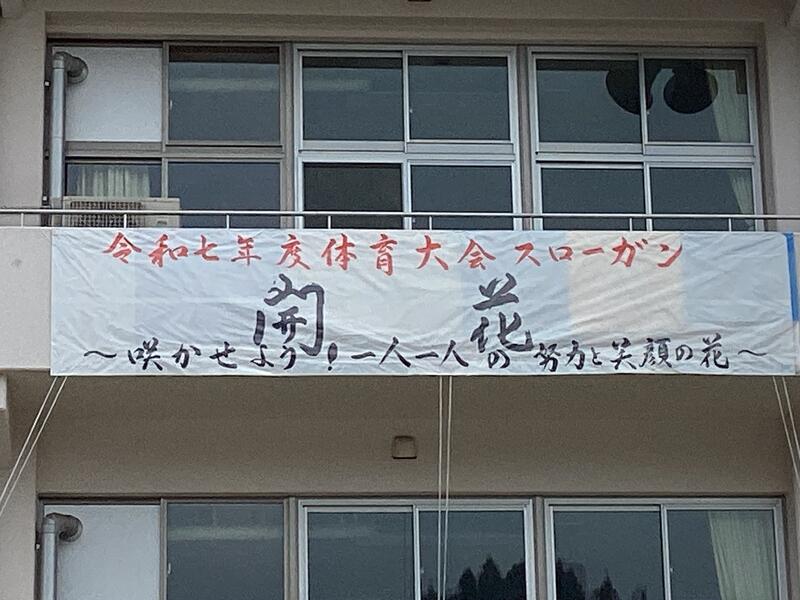 令和七年度体育大会 スローガン
開花
～咲かせよう!一人一人の努力と笑顔の花～